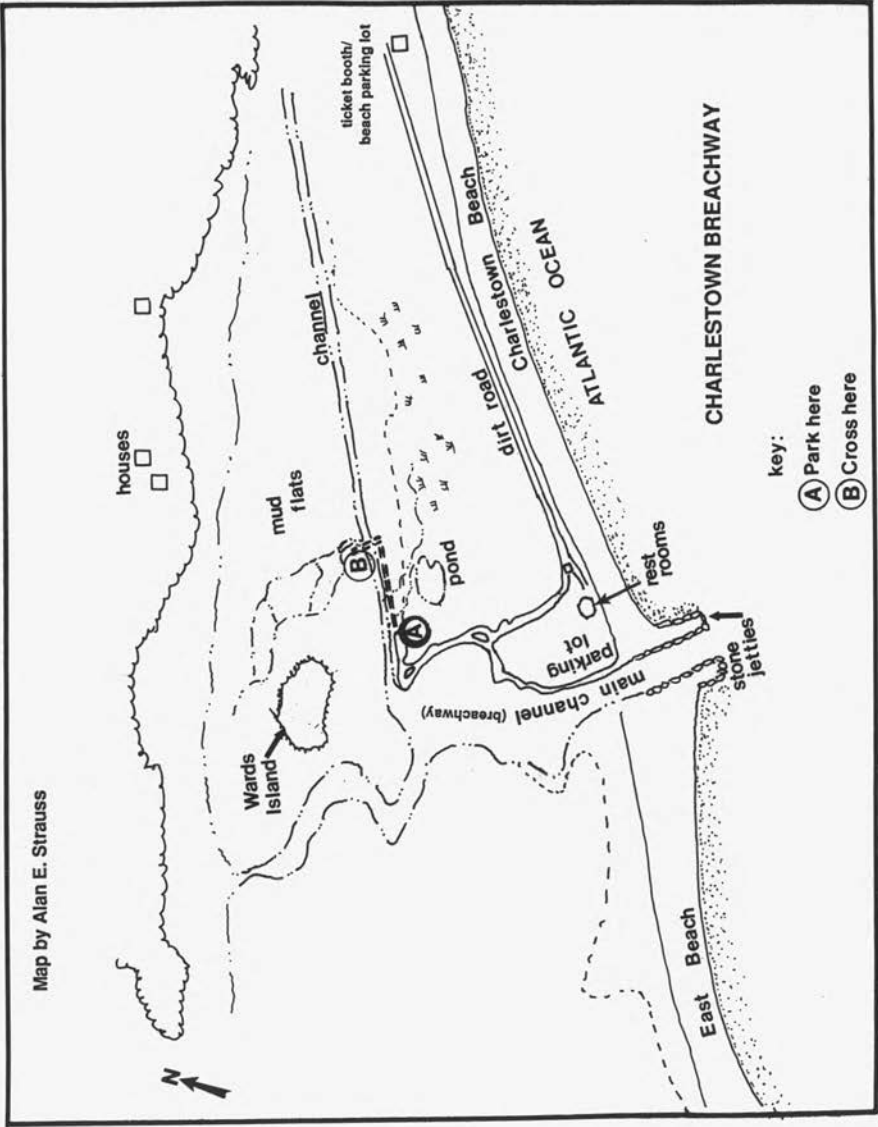 Map by Alan E. Strauss
N
houses
ticket booth/
beach parking lot
channel
mud
flats
B
Wards
Island
A
pond
dirt road
Charlestown Beach
ATLANTIC OCEAN
parking
lot
rest
rooms
main channel
(breachway)
stone
jetties
East Beach
CHARLESTOWN BREACHWAY
key:
A Park here
B Cross here